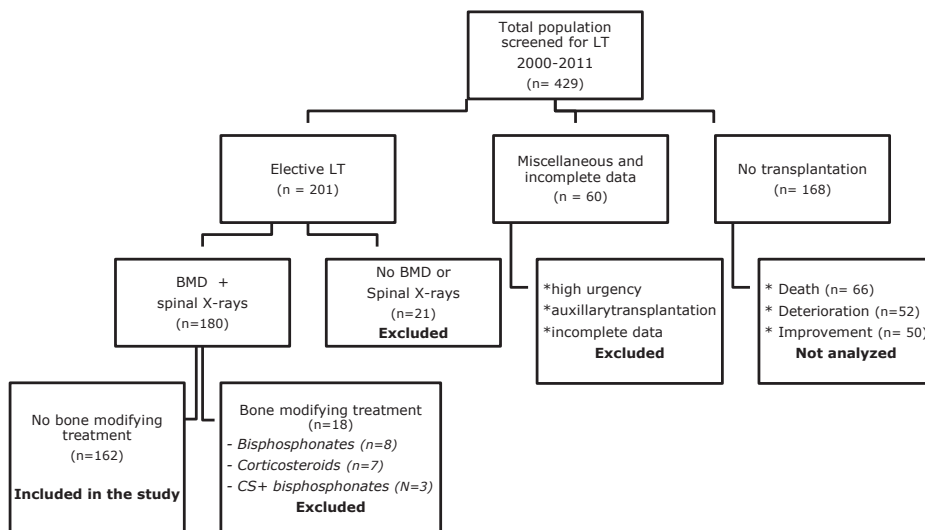 Total population
screened for LT
2000-2011
(n= 429)
Elective LT
(n = 201)
Miscellaneous and
incomplete data
(n = 60)
No transplantation
(n= 168)
BMD +
spinal X-rays
(n=180)
No BMD or
Spinal X-rays
(n=21)
Excluded
*high urgency
*auxillarytransplantation
*incomplete data
Excluded
* Death (n= 66)
* Deterioration (n=52)
* Improvement (n= 50)
Not analyzed
No bone modifying
treatment
(n=162)
Included in the study
Bone modifying treatment
(n=18)
- Bisphosphonates (n=8)
- Corticosteroids (n=7)
- CS+ bisphosphonates (N=3)
Excluded